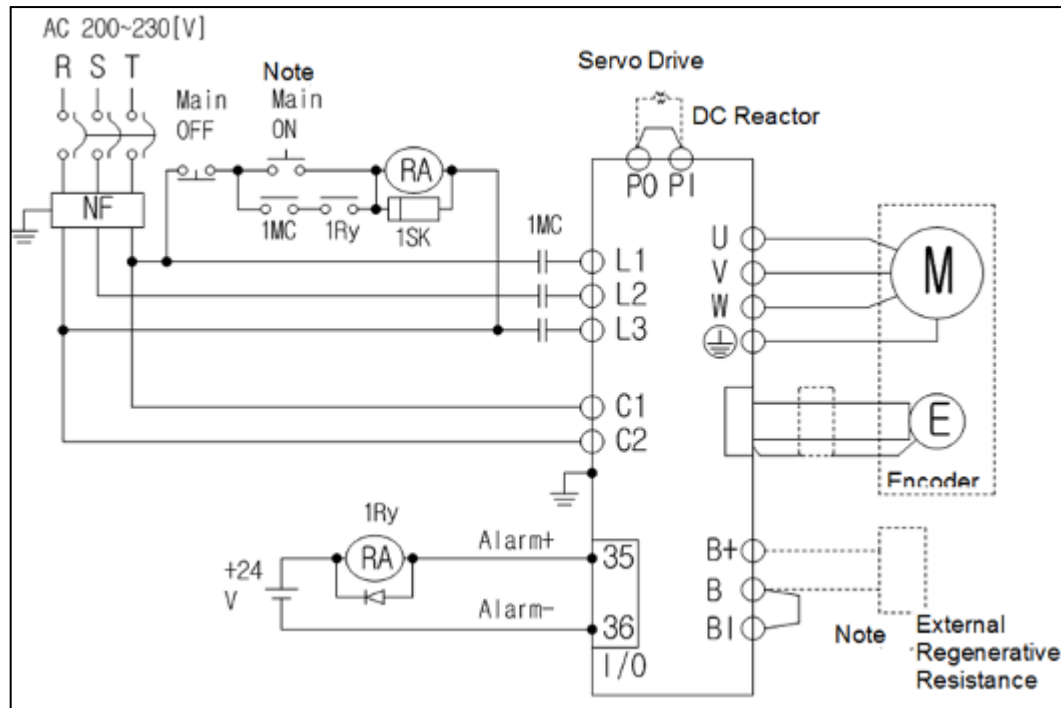 AC 200~230[V]
R S T
Note
Main
OFF
Main
ON
RA
1MC 1Ry 1SK
NF
1MC
L1
L2
L3
C1
C2
Servo Drive
DC Reactor
PO PI
U
V
W
M
E
Encoder
1Ry
RA
+24
V
Alarm+
Alarm-
35
36
I/O
B+
B
BI
Note
External
Regenerative
Resistance